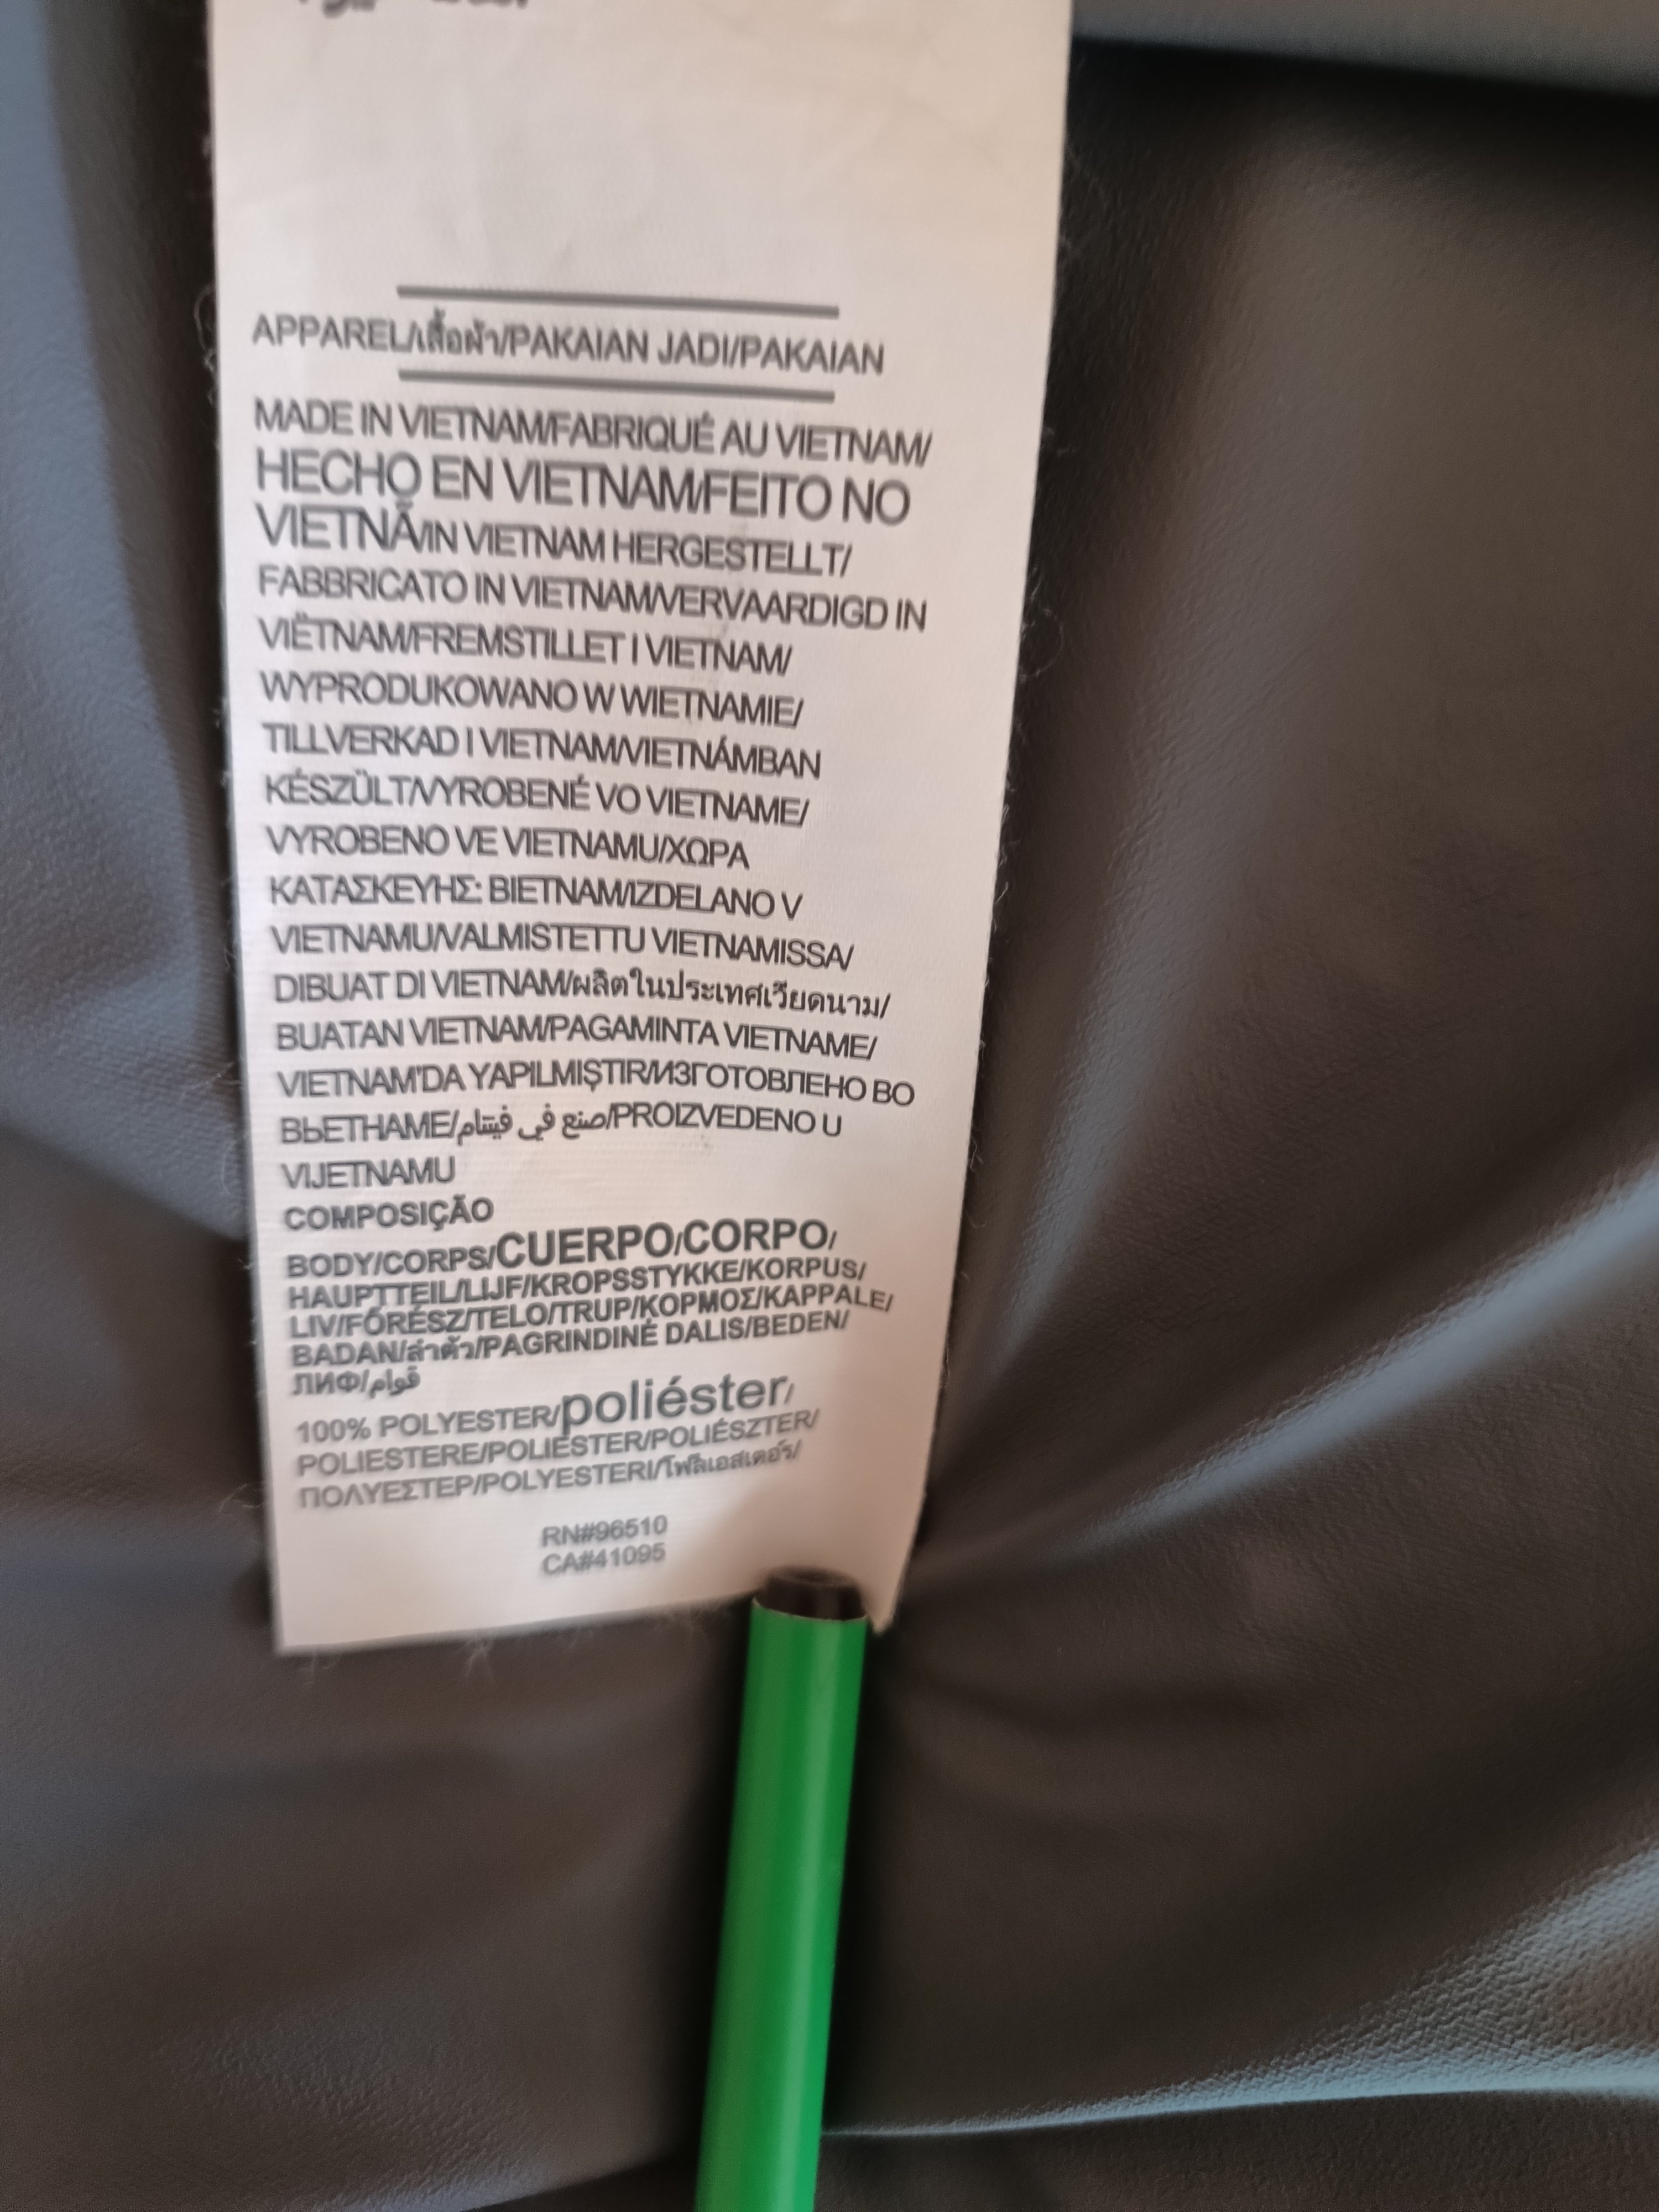 APPAREL/เสื้อผ้า/PAKAIAN JADI/PAKAIAN
MADE IN VIETNAM/FABRIQUÉ AU VIETNAM/
HECHO EN VIETNAM/FEITO NO
VIETNÃ/IN VIETNAM HERGESTELLT/
FABBRICATO IN VIETNAM/VERVAARDIGD IN
VIËTNAM/FREMSTILLET I VIETNAM/
WYPRODUKOWANO W WIETNAMIE/
TILLVERKAD I VIETNAM/VIETNÁMBAN
KÉSZÜLT/VYROBENÉ VO VIETNAME/
VYROBENO VE VIETNAMU/ΧΩΡΑ
ΚΑΤΑΣΚΕΥΗΣ: ΒΙΕΤΝΑΜ/IZDELANO V
VIETNAMU/VALMISTETTU VIETNAMISSA/
DIBUAT DI VIETNAM/ผลิตในประเทศเวียดนาม/
BUATAN VIETNAM/PAGAMINTA VIETNAME/
VIETNAM'DA YAPILMIŞTIR/ИЗГОТОВЛЕНО ВО
ВЬЕТНАМЕ/صنع في فيتنام/PROIZVEDENO U
VIJETNAMU
COMPOSIÇÃO
BODY/CORPS/CUERPO/CORPO/
HAUPTTEIL/LIJF/KROPSSTYKKE/KORPUS/
LIV/FŐRÉSZ/TELO/TRUP/ΚΟΡΜΟΣ/KAPPALE/
BADAN/ลำตัว/PAGRINDINĖ DALIS/BEDEN/
ЛИФ/قوام
100% POLYESTER/poliéster/
POLIESTERE/POLIESTER/POLIÉSZTER/
ΠΟΛΥΕΣΤΕΡ/POLYESTERI/โพลีเอสเตอร์/
RN#96510
CA#41095